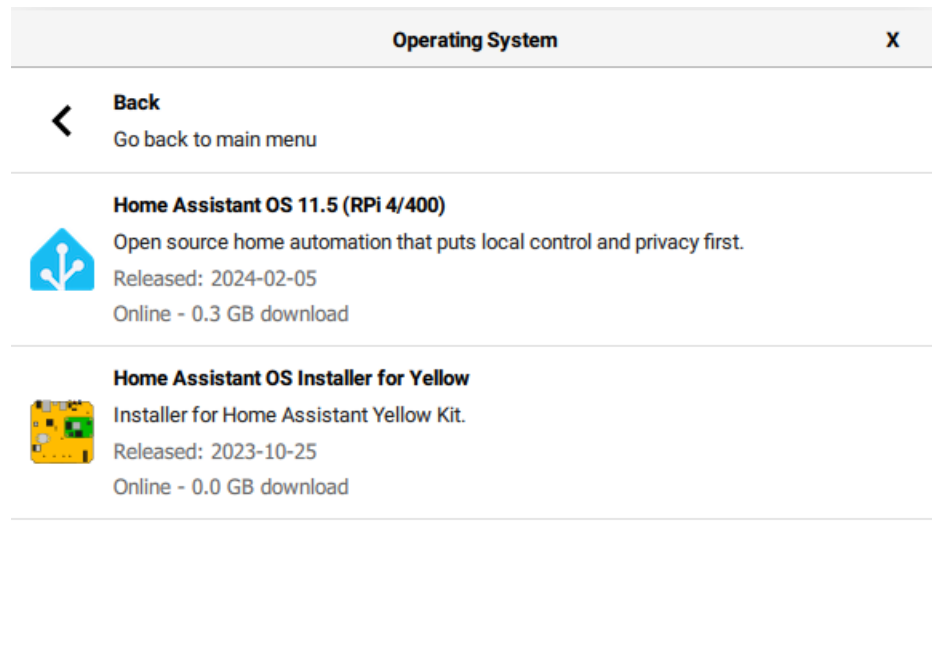 Operating System X
Back
Go back to main menu
Home Assistant OS 11.5 (RPi 4/400)
Open source home automation that puts local control and privacy first.
Released: 2024-02-05
Online - 0.3 GB download
Home Assistant OS Installer for Yellow
Installer for Home Assistant Yellow Kit.
Released: 2023-10-25
Online - 0.0 GB download